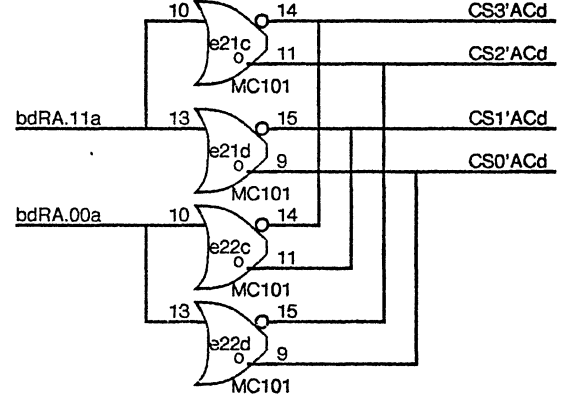 10 14 CS3'ACd
e21c
o 11 CS2'ACd
MC101
bdRA.11a 13 15 CS1'ACd
e21d
o 9 CS0'ACd
MC101
bdRA.00a 10 14
e22c
o 11
MC101
13 15
e22d
o 9
MC101